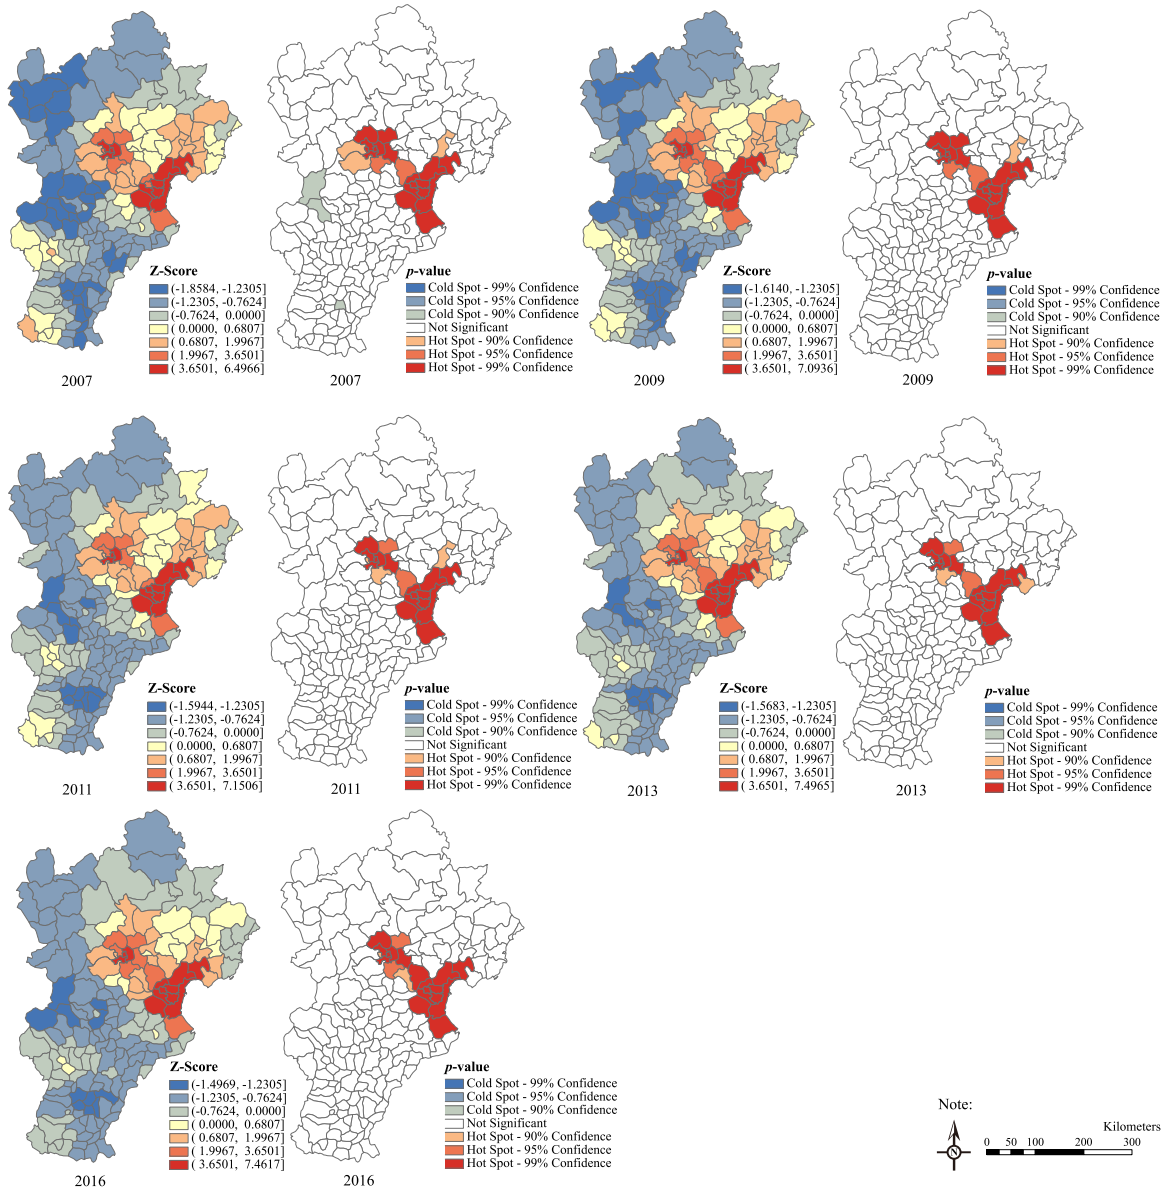 Z-Score
(-1.8584, -1.2305]
(-1.2305, -0.7624]
(-0.7624, 0.0000]
( 0.0000, 0.6807]
( 0.6807, 1.9967]
( 1.9967, 3.6501]
( 3.6501, 6.4966]
2007
p-value
Cold Spot - 99% Confidence
Cold Spot - 95% Confidence
Cold Spot - 90% Confidence
Not Significant
Hot Spot - 90% Confidence
Hot Spot - 95% Confidence
Hot Spot - 99% Confidence
2007
Z-Score
(-1.6140, -1.2305]
(-1.2305, -0.7624]
(-0.7624, 0.0000]
( 0.0000, 0.6807]
( 0.6807, 1.9967]
( 1.9967, 3.6501]
( 3.6501, 7.0936]
2009
p-value
Cold Spot - 99% Confidence
Cold Spot - 95% Confidence
Cold Spot - 90% Confidence
Not Significant
Hot Spot - 90% Confidence
Hot Spot - 95% Confidence
Hot Spot - 99% Confidence
2009
Z-Score
(-1.5944, -1.2305]
(-1.2305, -0.7624]
(-0.7624, 0.0000]
( 0.0000, 0.6807]
( 0.6807, 1.9967]
( 1.9967, 3.6501]
( 3.6501, 7.1506]
2011
p-value
Cold Spot - 99% Confidence
Cold Spot - 95% Confidence
Cold Spot - 90% Confidence
Not Significant
Hot Spot - 90% Confidence
Hot Spot - 95% Confidence
Hot Spot - 99% Confidence
2011
Z-Score
(-1.5683, -1.2305]
(-1.2305, -0.7624]
(-0.7624, 0.0000]
( 0.0000, 0.6807]
( 0.6807, 1.9967]
( 1.9967, 3.6501]
( 3.6501, 7.4965]
2013
p-value
Cold Spot - 99% Confidence
Cold Spot - 95% Confidence
Cold Spot - 90% Confidence
Not Significant
Hot Spot - 90% Confidence
Hot Spot - 95% Confidence
Hot Spot - 99% Confidence
2013
Z-Score
(-1.4969, -1.2305]
(-1.2305, -0.7624]
(-0.7624, 0.0000]
( 0.0000, 0.6807]
( 0.6807, 1.9967]
( 1.9967, 3.6501]
( 3.6501, 7.4617]
2016
p-value
Cold Spot - 99% Confidence
Cold Spot - 95% Confidence
Cold Spot - 90% Confidence
Not Significant
Hot Spot - 90% Confidence
Hot Spot - 95% Confidence
Hot Spot - 99% Confidence
2016
Note:
N
Kilometers
0 50 100 200 300